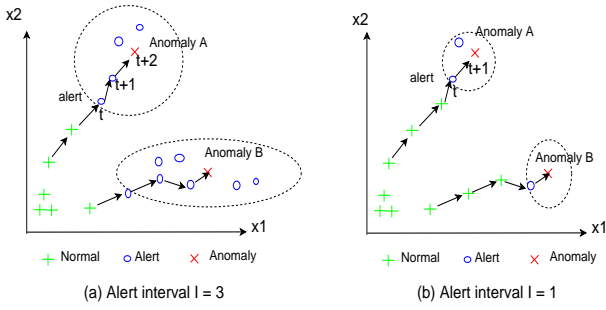 x2
Anomaly A
t+2
t+1
alert
t
Anomaly B
x1
Normal
Alert
Anomaly
(a) Alert interval I = 3
x2
Anomaly A
t+1
alert
t
Anomaly B
x1
Normal
Alert
Anomaly
(b) Alert interval I = 1